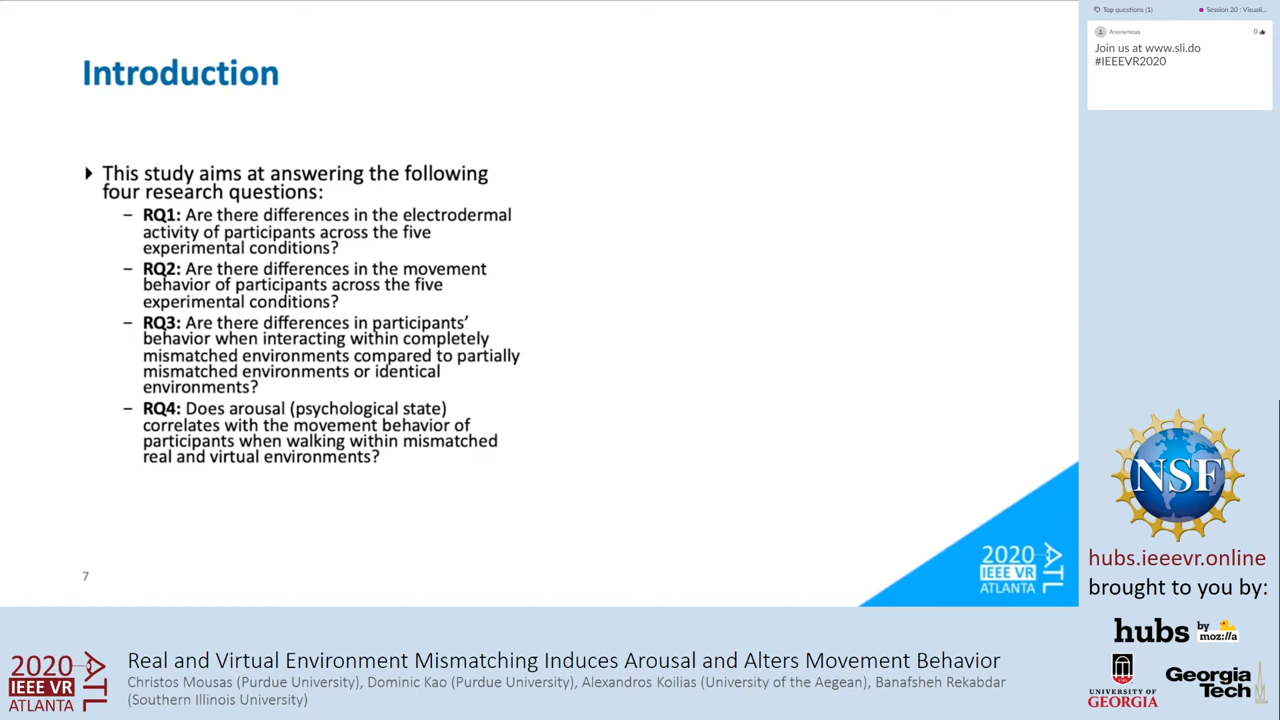 Introduction
This study aims at answering the following
four research questions:
– RQ1: Are there differences in the electrodermal
activity of participants across the five
experimental conditions?
– RQ2: Are there differences in the movement
behavior of participants across the five
experimental conditions?
– RQ3: Are there differences in participants’
behavior when interacting within completely
mismatched environments compared to partially
mismatched environments or identical
environments?
– RQ4: Does arousal (psychological state)
correlates with the movement behavior of
participants when walking within mismatched
real and virtual environments?
7
2020
IEEE VR
ATLANTA
ATL
Top questions (1)
Session 20 : Visuali...
Anonymous
0
Join us at www.sli.do
#IEEEVR2020
NSF
hubs.ieeevr.online
brought to you by:
hubs by moz://a
UNIVERSITY OF
GEORGIA
Georgia
Tech
2020
IEEE VR
ATLANTA
ATL
Real and Virtual Environment Mismatching Induces Arousal and Alters Movement Behavior
Christos Mousas (Purdue University), Dominic Kao (Purdue University), Alexandros Koilias (University of the Aegean), Banafsheh Rekabdar
(Southern Illinois University)